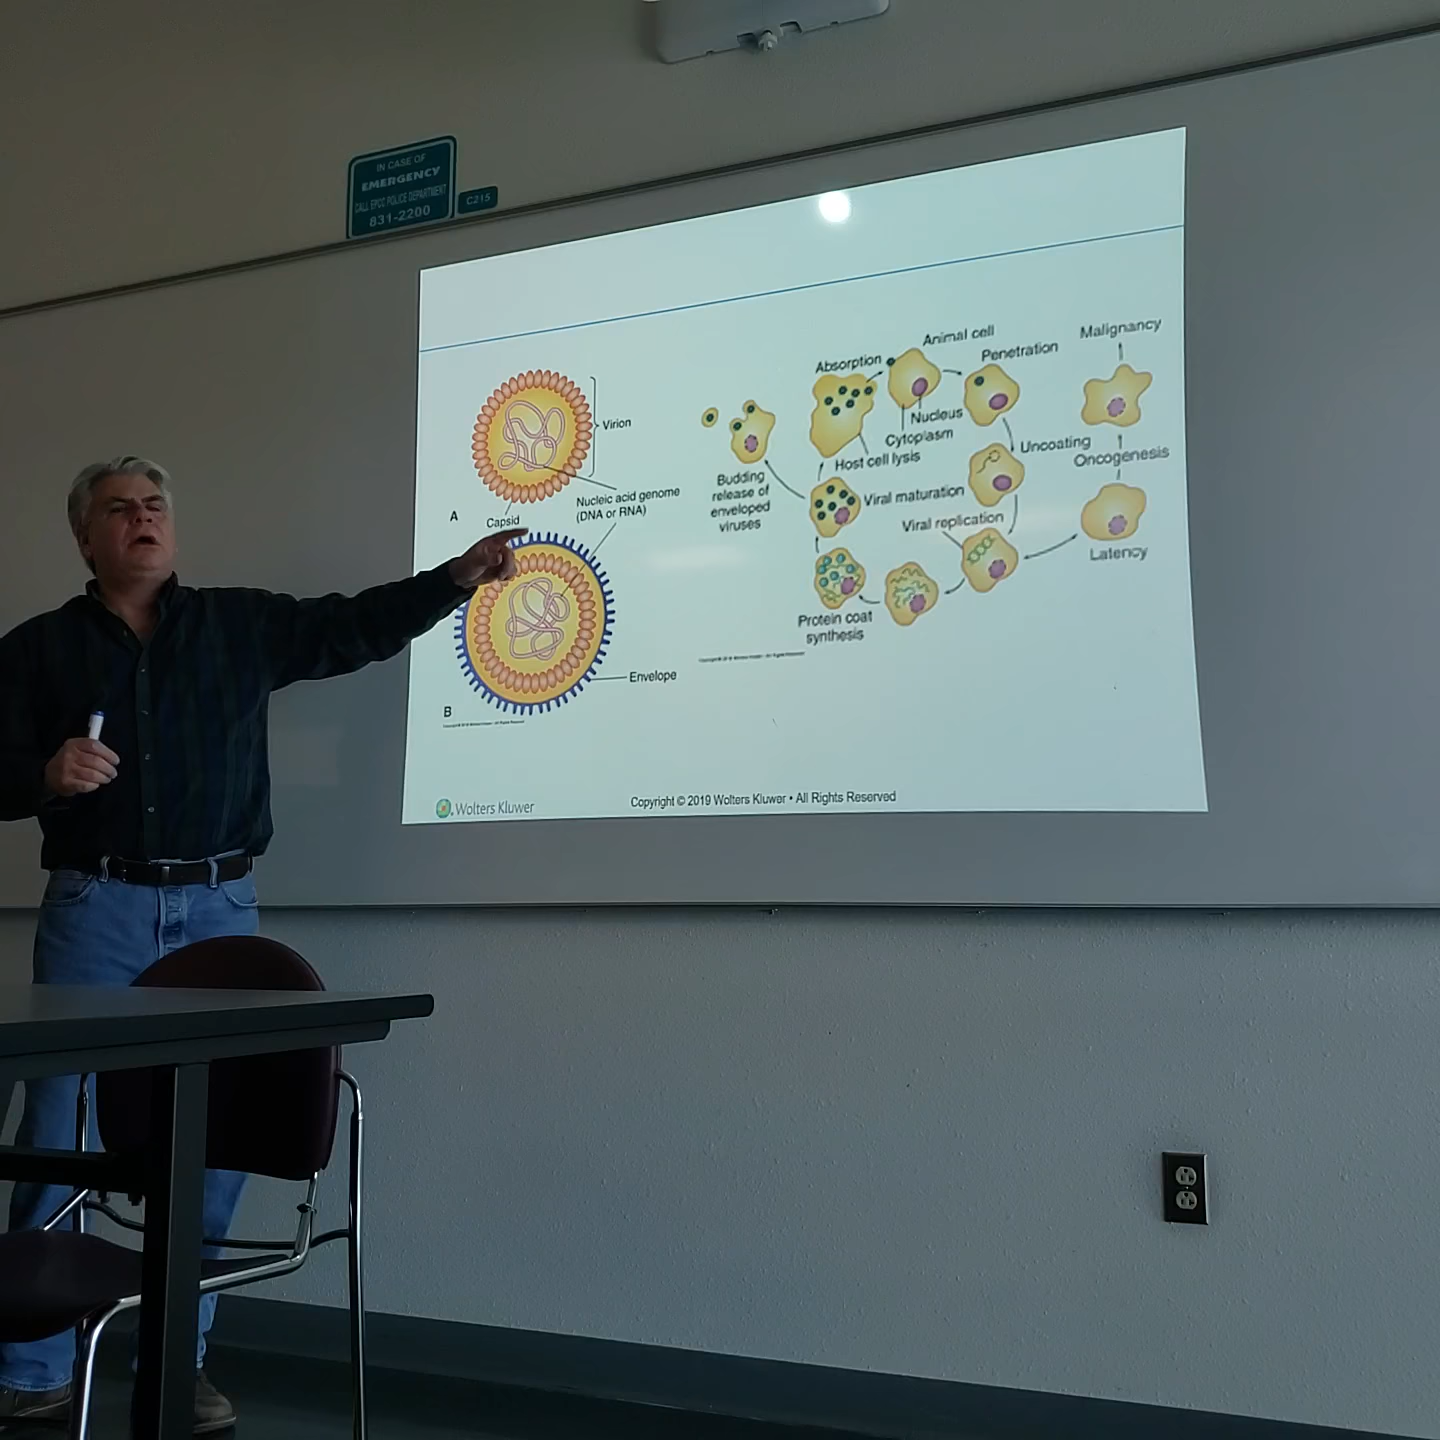 IN CASE OF
EMERGENCY
CALL EPCC POLICE DEPARTMENT
831-2200
C215
Virion
Nucleic acid genome
(DNA or RNA)
A
Capsid
Envelope
B
Absorption
Animal cell
Penetration
Malignancy
Nucleus
Cytoplasm
Host cell lysis
Uncoating
Oncogenesis
Budding
release of
enveloped
viruses
Viral maturation
Viral replication
Latency
Protein coat
synthesis
Wolters Kluwer
Copyright © 2019 Wolters Kluwer • All Rights Reserved